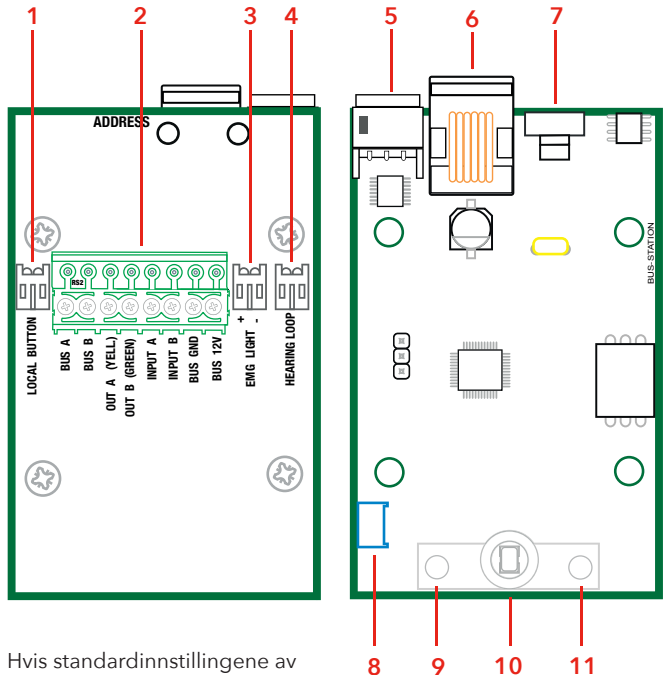 1 2 3 4 5 6 7
ADDRESS
RS2
LOCAL BUTTON
BUS A
BUS B
OUT A (YELL)
OUT B (GREEN)
INPUT A
INPUT B
BUS GND
BUS 12V
+ -
EMG LIGHT
HEARING LOOP
BUS-STATION
8 9 10 11
Hvis standardinnstillingene av